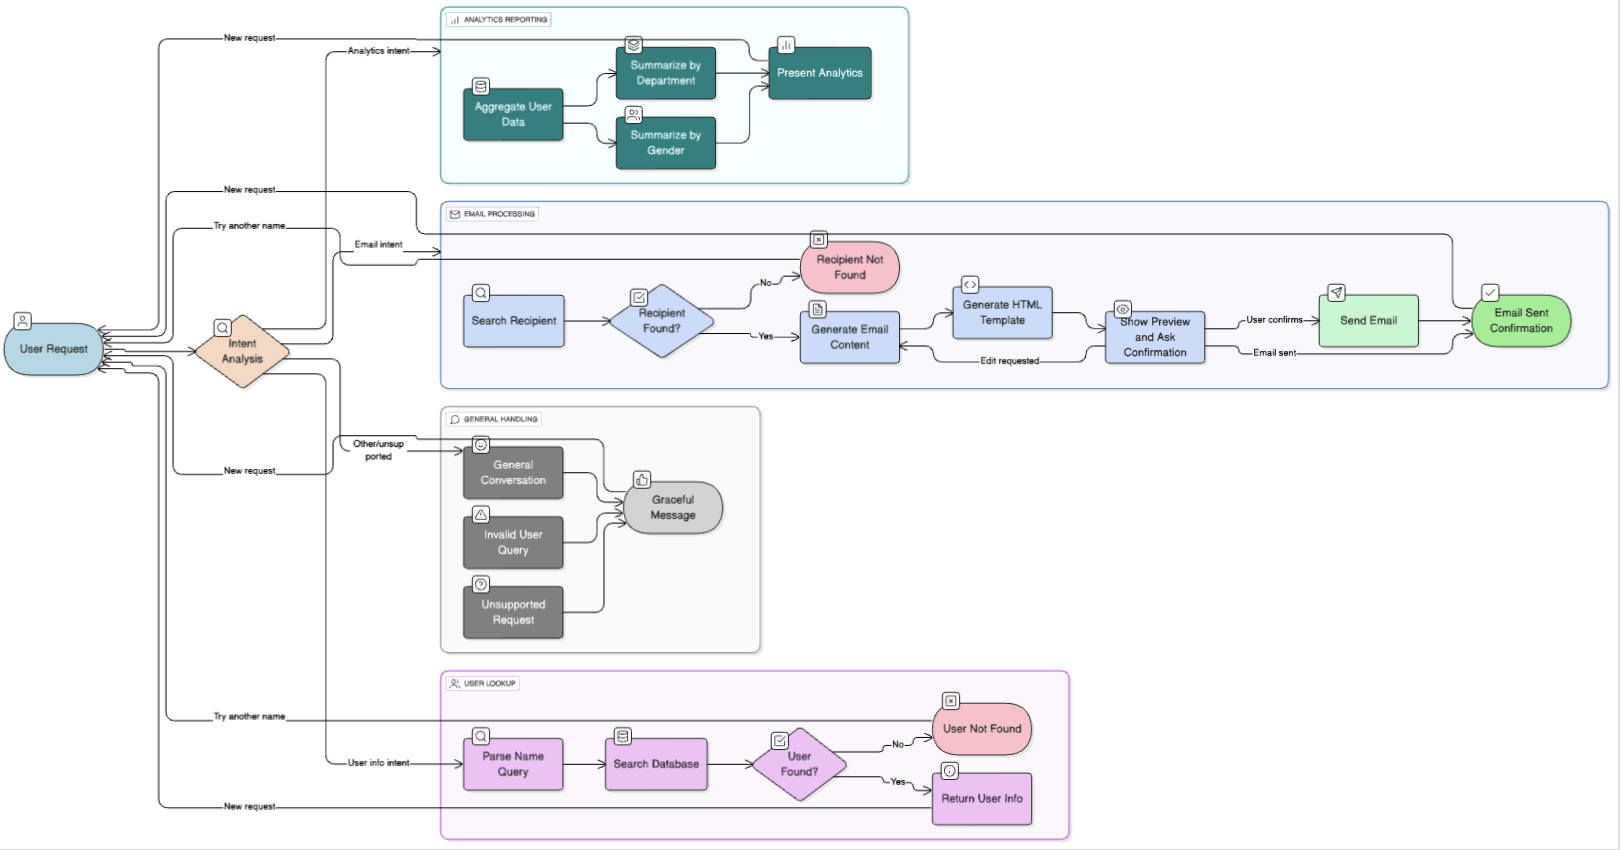 ANALYTICS REPORTING
New request
Analytics intent
Summarize by
Department
Present Analytics
Aggregate User
Data
Summarize by
Gender
New request
EMAIL PROCESSING
Try another name
Email intent
Recipient Not
Found
No
Search Recipient
Recipient
Found?
Yes
Generate Email
Content
Generate HTML
Template
Show Preview
and Ask
Confirmation
Edit requested
User confirms
Email sent
Send Email
Email Sent
Confirmation
User Request
Intent
Analysis
GENERAL HANDLING
Other/unsup
ported
New request
General
Conversation
Graceful
Message
Invalid User
Query
Unsupported
Request
USER LOOKUP
Try another name
User info intent
Parse Name
Query
Search Database
User
Found?
No
User Not Found
Yes
Return User Info
New request